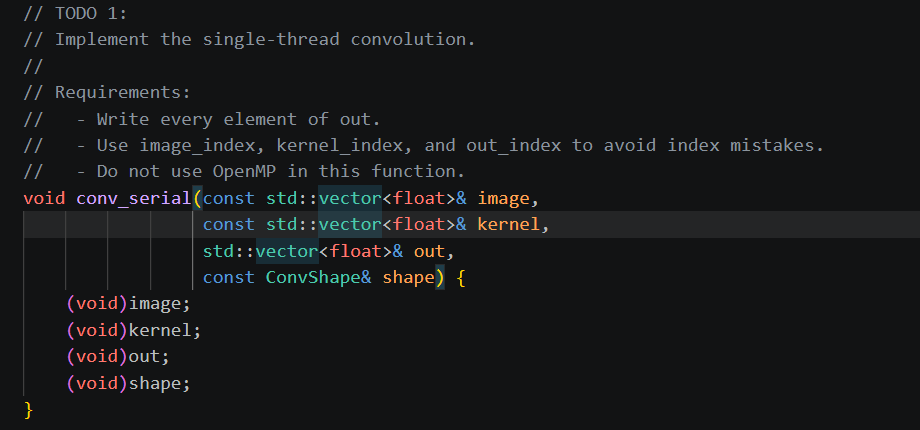 // TODO 1:
// Implement the single-thread convolution.
//
// Requirements:
//   - Write every element of out.
//   - Use image_index, kernel_index, and out_index to avoid index mistakes.
//   - Do not use OpenMP in this function.
void conv_serial(const std::vector<float>& image,
                 const std::vector<float>& kernel,
                 std::vector<float>& out,
                 const ConvShape& shape) {
    (void)image;
    (void)kernel;
    (void)out;
    (void)shape;
}